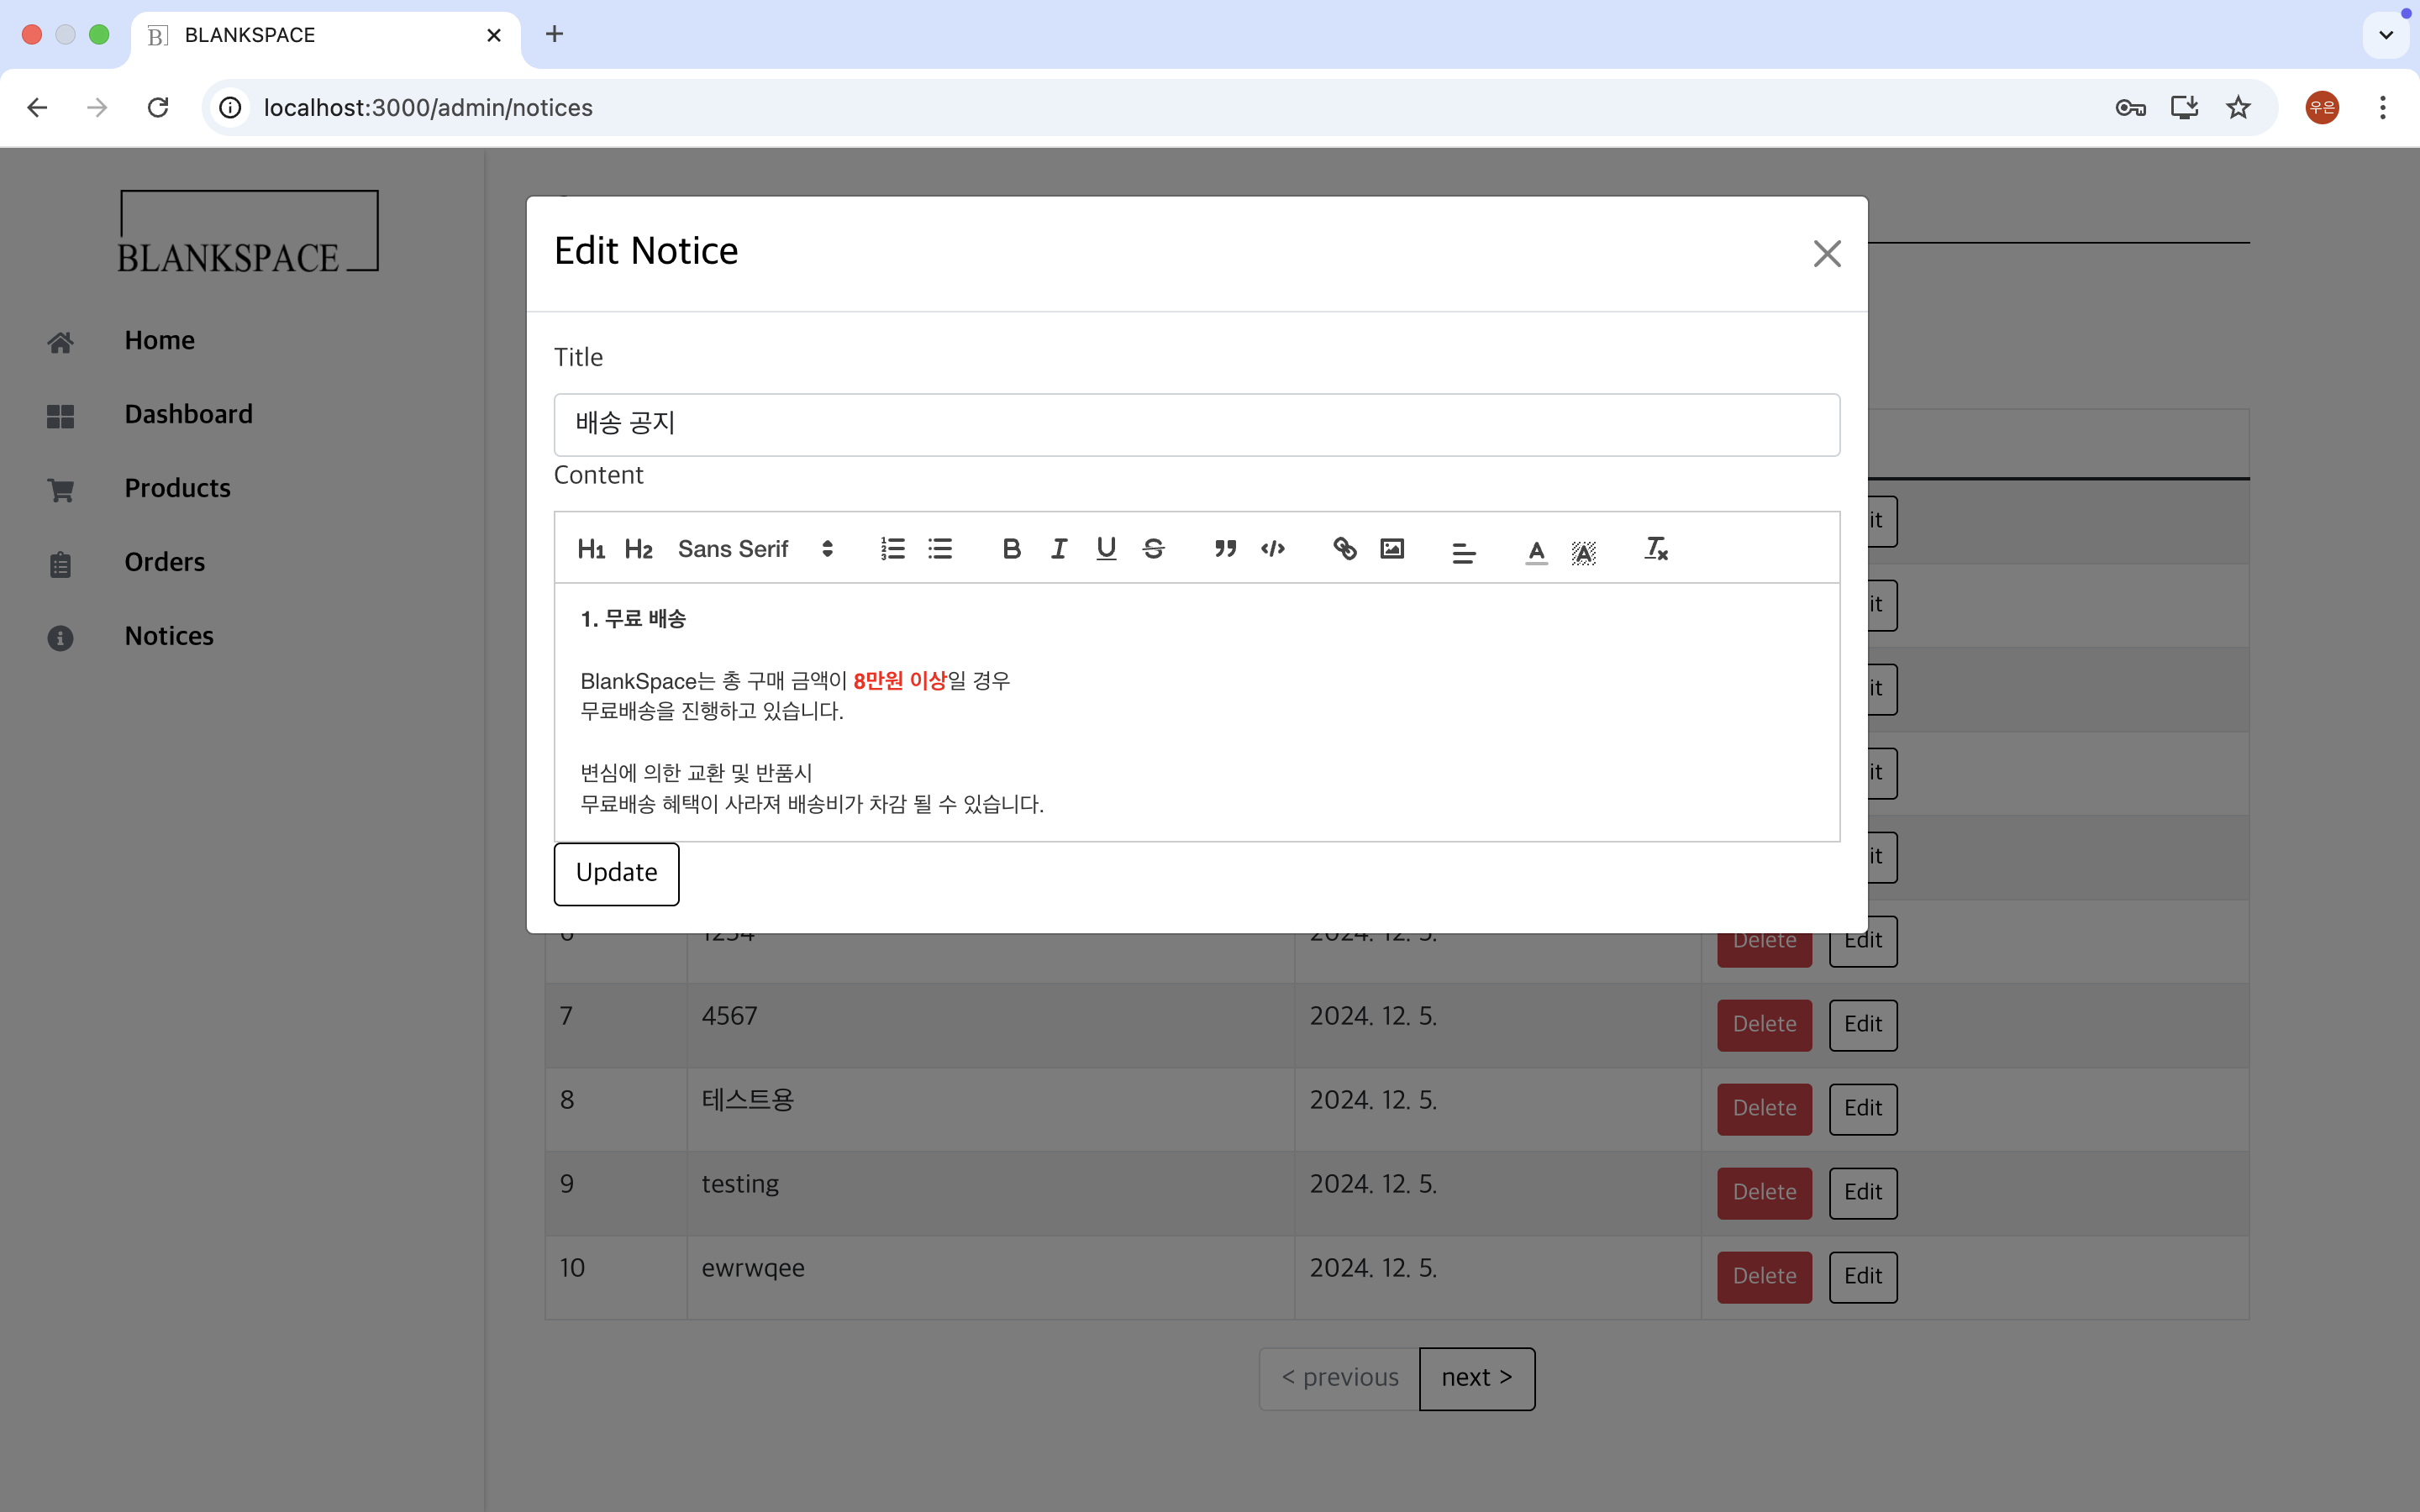 BLANKSPACE
localhost:3000/admin/notices
우은
BLANKSPACE
Home
Dashboard
Products
Orders
Notices
Edit Notice
Title
배송 공지
Content
H1 H2 Sans Serif
1. 무료 배송
BlankSpace는 총 구매 금액이 8만원 이상일 경우
무료배송을 진행하고 있습니다.
변심에 의한 교환 및 반품시
무료배송 혜택이 사라져 배송비가 차감 될 수 있습니다.
Update
6 1234 2024. 12. 5. Delete Edit
7 4567 2024. 12. 5. Delete Edit
8 테스트용 2024. 12. 5. Delete Edit
9 testing 2024. 12. 5. Delete Edit
10 ewrwqee 2024. 12. 5. Delete Edit
< previous next >